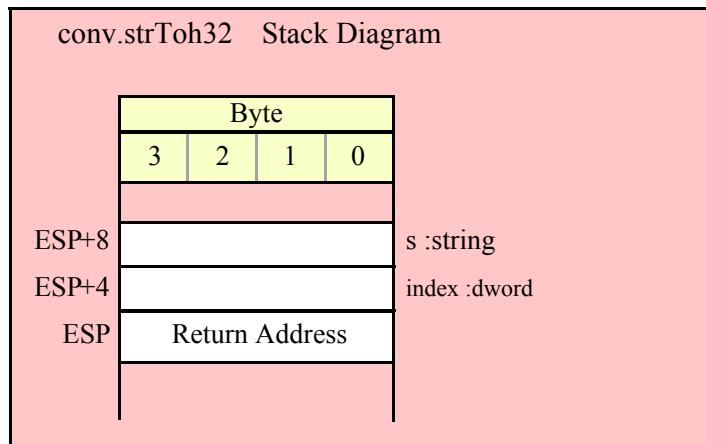 conv.strToh32 Stack Diagram
Byte
3 2 1 0
ESP+8 s :string
ESP+4 index :dword
ESP Return Address